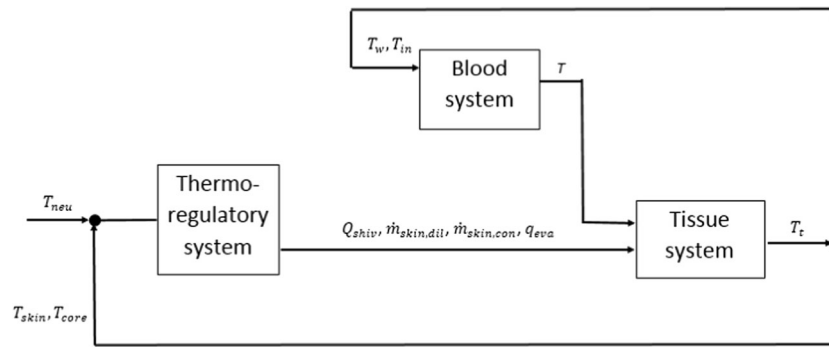 T_w, T_in
Blood
system
T
T_neu
Thermo-
regulatory
system
Q_shiv, ṁ_skin,dil, ṁ_skin,con, q_eva
Tissue
system
T_t
T_skin, T_core